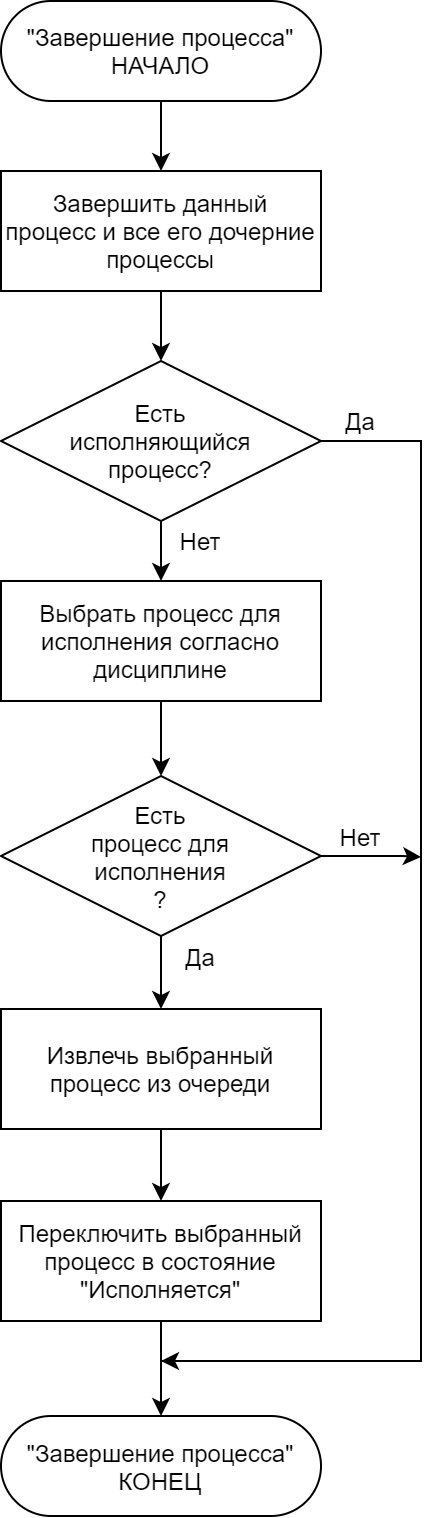 "Завершение процесса"
НАЧАЛО
Завершить данный
процесс и все его дочерние
процессы
Есть
исполняющийся
процесс?
Да
Нет
Выбрать процесс для
исполнения согласно
дисциплине
Есть
процесс для
исполнения
?
Нет
Да
Извлечь выбранный
процесс из очереди
Переключить выбранный
процесс в состояние
"Исполняется"
"Завершение процесса"
КОНЕЦ